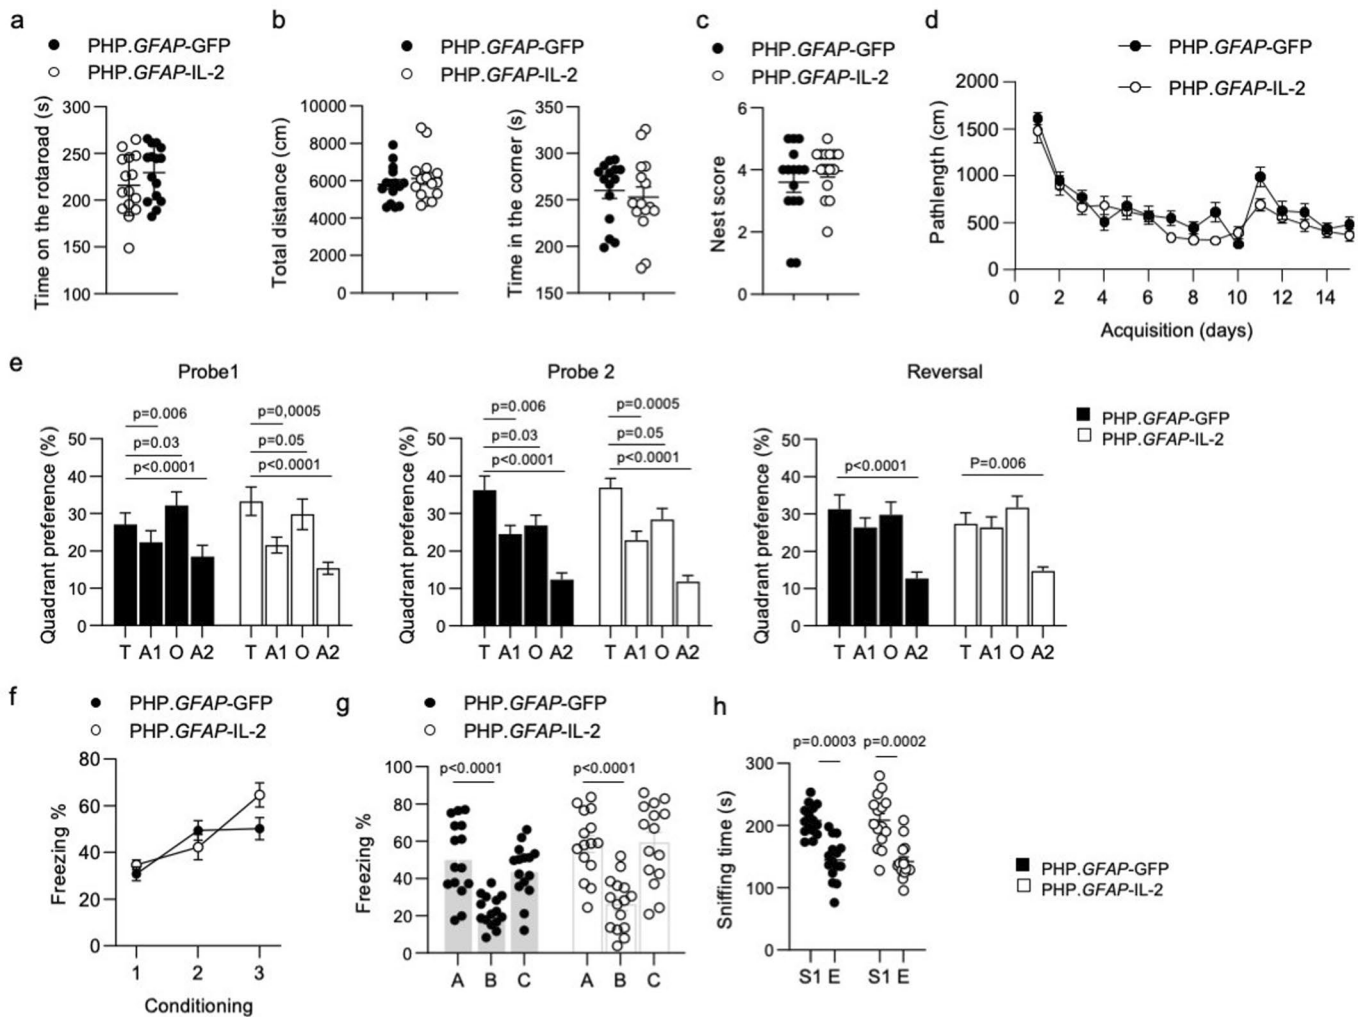 a
PHP.GFAP-GFP
PHP.GFAP-IL-2
Time on the rotaroad (s)
300
250
200
150
100
b
PHP.GFAP-GFP
PHP.GFAP-IL-2
Total distance (cm)
10000
8000
6000
4000
2000
0
Time in the corner (s)
350
300
250
200
150
c
PHP.GFAP-GFP
PHP.GFAP-IL-2
Nest score
6
4
2
0
d
PHP.GFAP-GFP
PHP.GFAP-IL-2
Pathlength (cm)
2000
1500
1000
500
0
0 2 4 6 8 10 12 14
Acquisition (days)
e
Probe1
p=0.006
p=0.03
p<0.0001
p=0,0005
p=0.05
p<0.0001
Quadrant preference (%)
50
40
30
20
10
0
T A1 O A2 T A1 O A2
Probe 2
p=0.006
p=0.03
p<0.0001
p=0.0005
p=0.05
p<0.0001
Quadrant preference (%)
50
40
30
20
10
0
T A1 O A2 T A1 O A2
Reversal
p<0.0001
P=0.006
Quadrant preference (%)
50
40
30
20
10
0
T A1 O A2 T A1 O A2
PHP.GFAP-GFP
PHP.GFAP-IL-2
f
PHP.GFAP-GFP
PHP.GFAP-IL-2
Freezing %
80
60
40
20
0
1 2 3
Conditioning
g
PHP.GFAP-GFP
PHP.GFAP-IL-2
p<0.0001
p<0.0001
Freezing %
100
80
60
40
20
0
A B C A B C
h
p=0.0003 p=0.0002
Sniffing time (s)
300
200
100
0
S1 E S1 E
PHP.GFAP-GFP
PHP.GFAP-IL-2